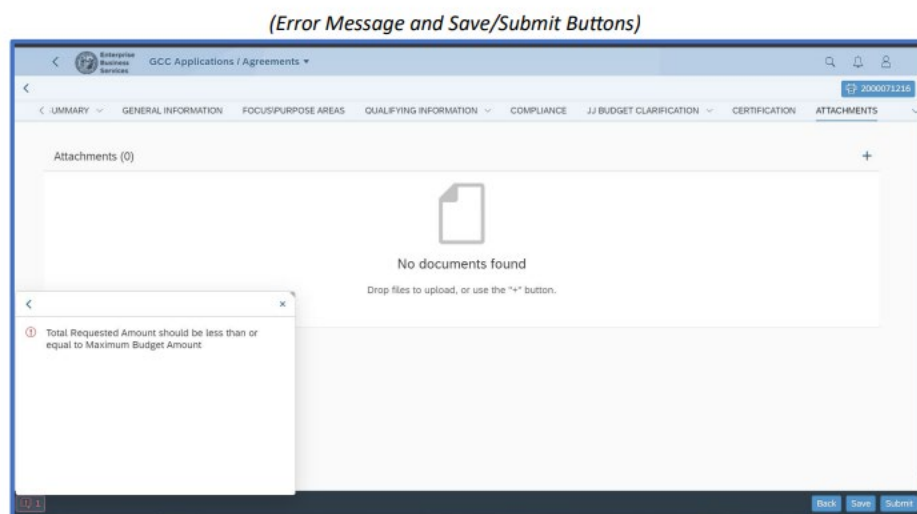 (Error Message and Save/Submit Buttons)
Enterprise
Business
Services
GCC Applications / Agreements
2000071216
UMMARY
GENERAL INFORMATION
FOCUS\PURPOSE AREAS
QUALIFYING INFORMATION
COMPLIANCE
JJ BUDGET CLARIFICATION
CERTIFICATION
ATTACHMENTS
Attachments (0)
No documents found
Drop files to upload, or use the "+" button.
Total Requested Amount should be less than or
equal to Maximum Budget Amount
1
Back
Save
Submit